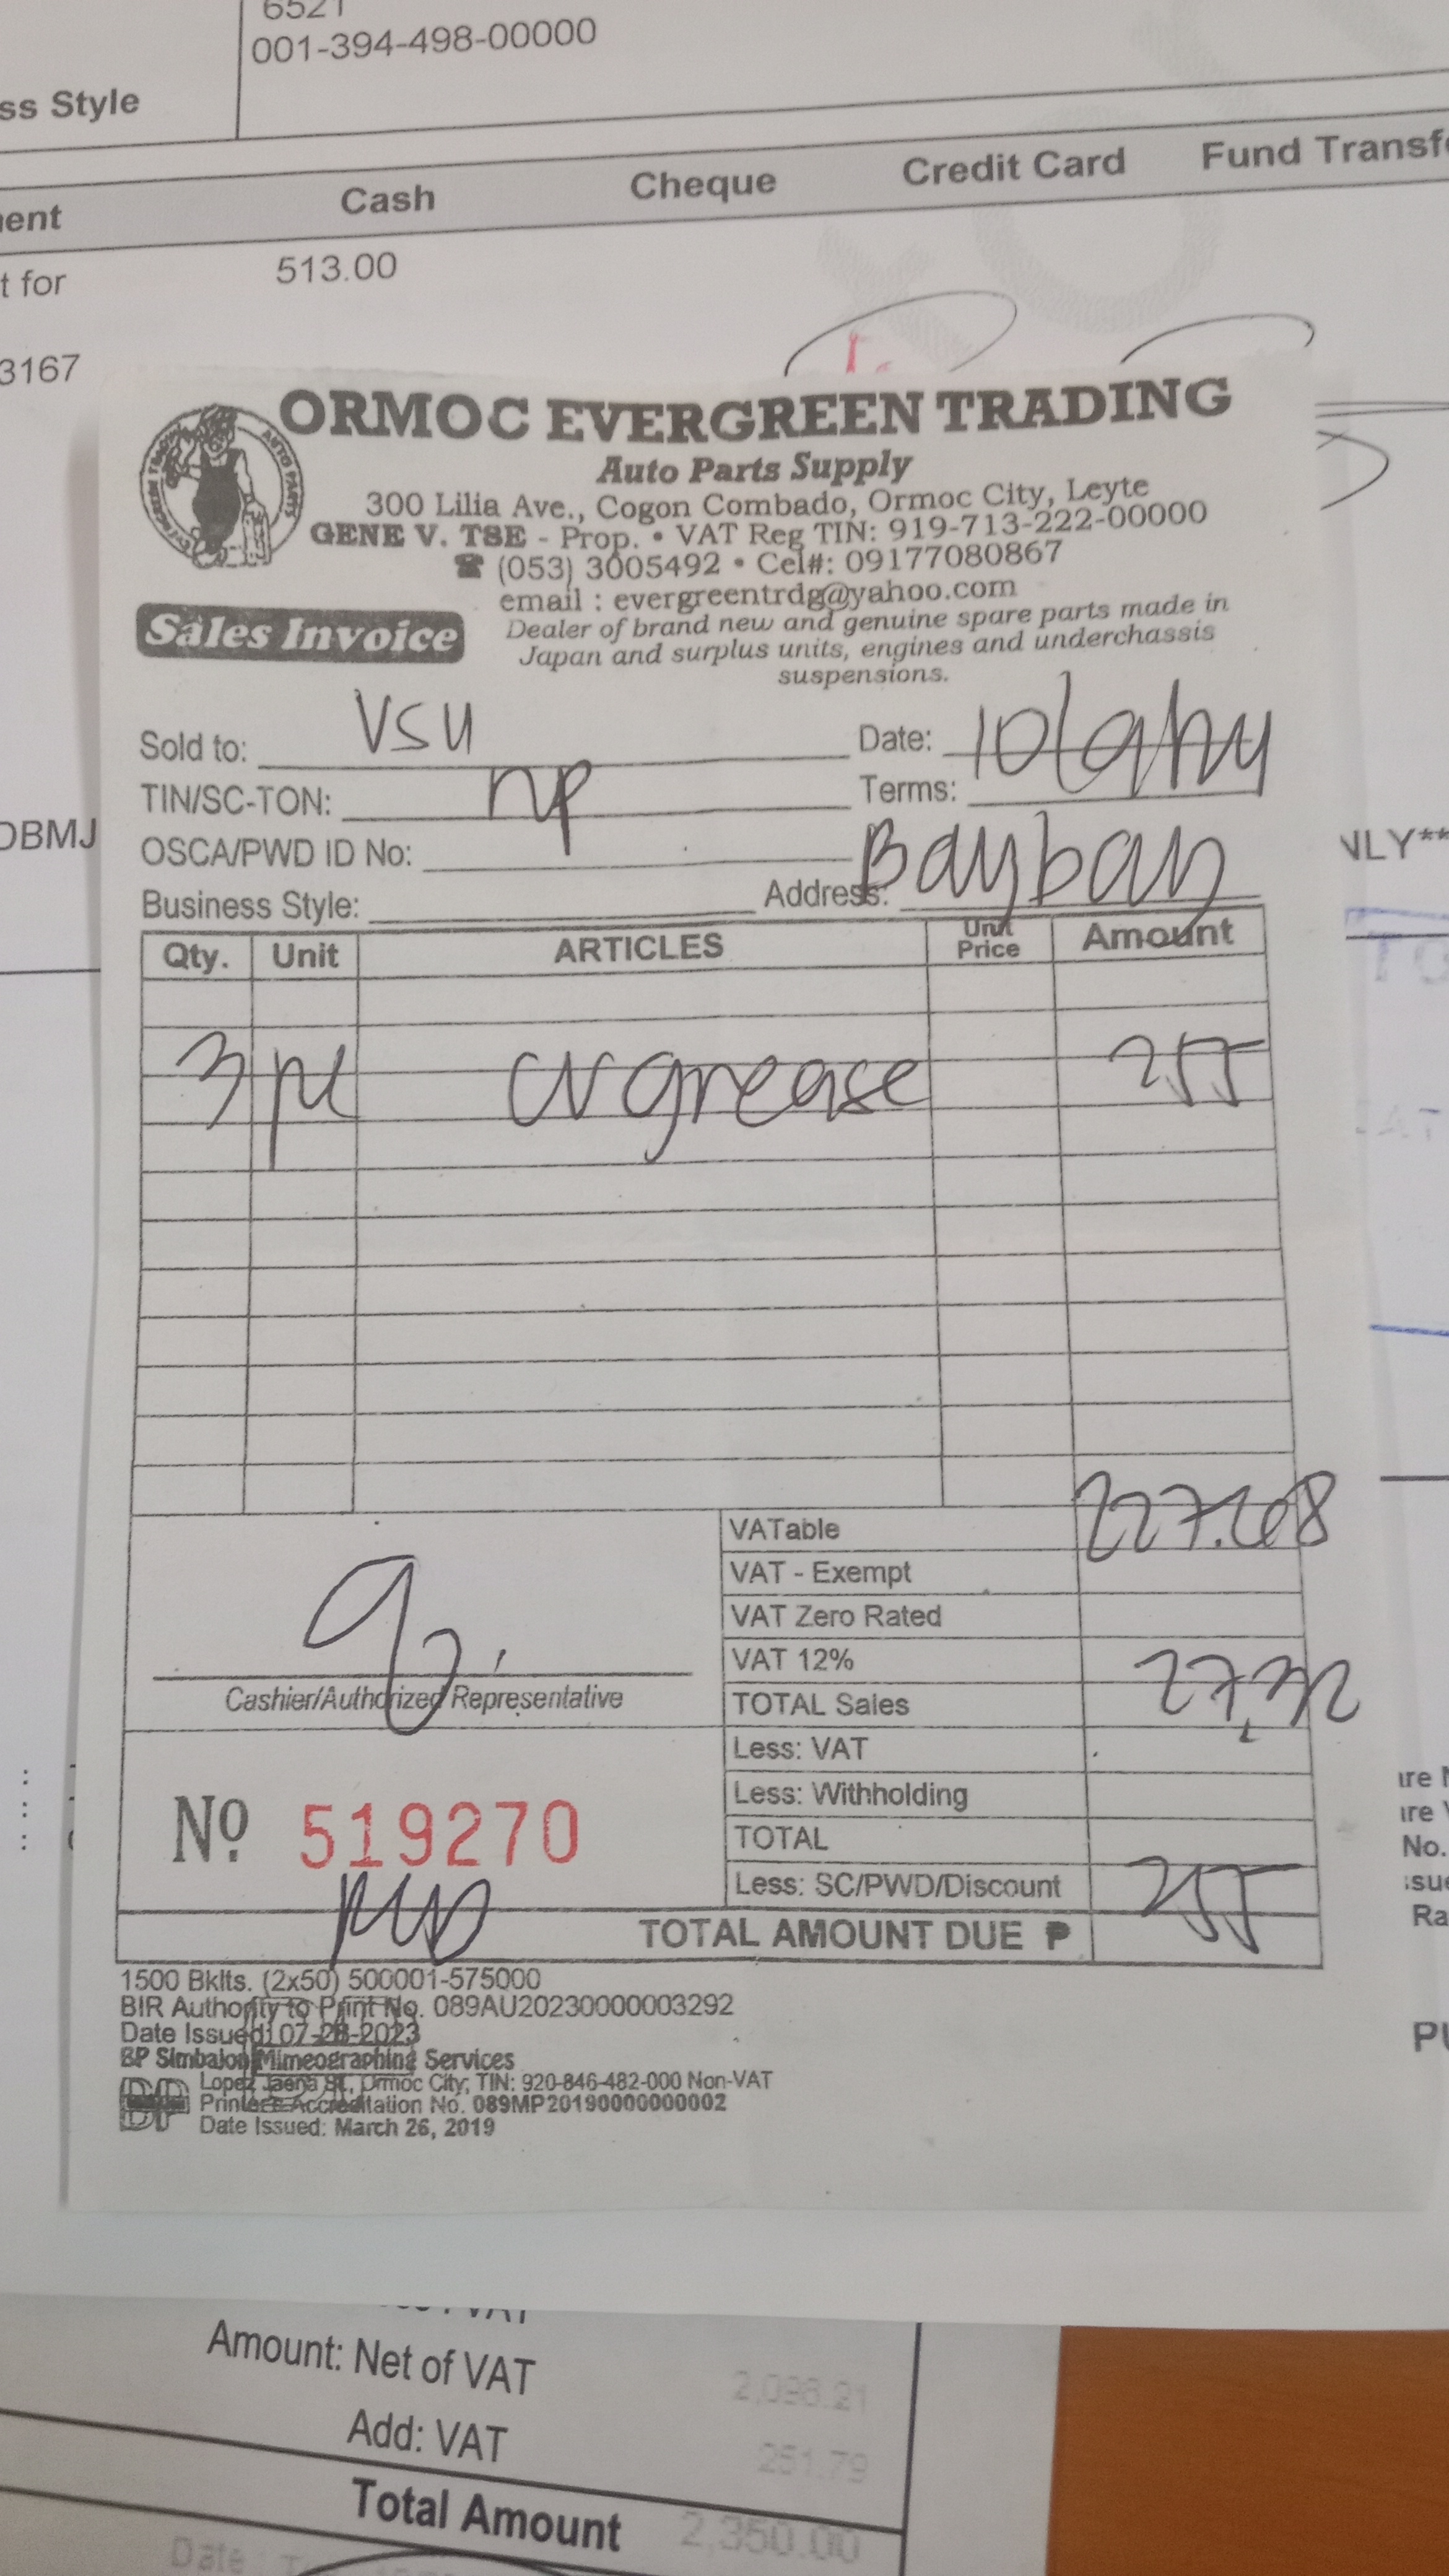 6521
001-394-498-00000
ss Style
Cash Cheque Credit Card Fund Transf
t for 513.00
3167
ORMOC EVERGREEN TRADING
Auto Parts Supply
300 Lilia Ave., Cogon Combado, Ormoc City, Leyte
GENE V. TSE - Prop. • VAT Reg TIN: 919-713-222-00000
☎ (053) 3005492 • Cel#: 09177080867
email : evergreentrdg@yahoo.com
Sales Invoice
Dealer of brand new and genuine spare parts made in
Japan and surplus units, engines and underchassis
suspensions.
Sold to: VSU Date:
TIN/SC-TON: Terms:
OBMJ
NLY**
OSCA/PWD ID No:
Business Style: Address: Baybay
Qty. Unit ARTICLES Unit Price Amount
3 cv grease 255
VATable 227.68
VAT - Exempt
VAT Zero Rated
VAT 12% 27.32
Cashier/Authorized Representative
TOTAL Sales
Less: VAT
Less: Withholding
No. 519270
TOTAL
Less: SC/PWD/Discount
TOTAL AMOUNT DUE ₱ 255
1500 Bklts. (2x50) 500001-575000
BIR Authority to Print No. 089AU20230000003292
Date Issued: 07-28-2023
BP Simbajon Mimeographing Services
Lopez Jaena St., Ormoc City; TIN: 920-846-482-000 Non-VAT
Printer's Accreditation No. 089MP20190000000002
Date Issued: March 26, 2019
Amount: Net of VAT 2,098.21
Add: VAT 251.79
Total Amount 2,350.00
Date